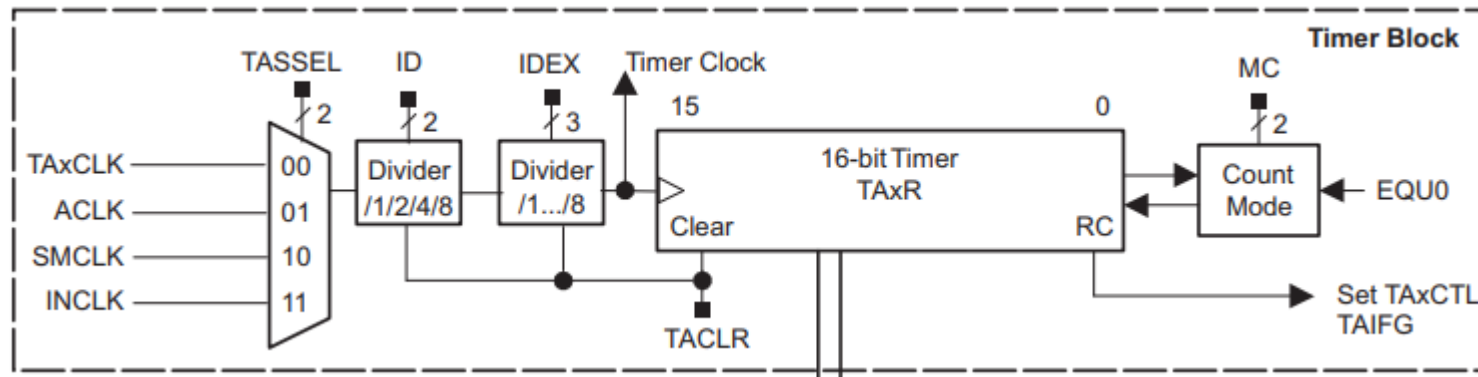 Timer Block
TASSEL
ID
IDEX
Timer Clock
MC
2
2
3
15
0
2
TAxCLK
ACLK
SMCLK
INCLK
00
01
10
11
Divider
/1/2/4/8
Divider
/1.../8
16-bit Timer
TAxR
Clear
RC
Count
Mode
EQU0
TACLR
Set TAxCTL
TAIFG